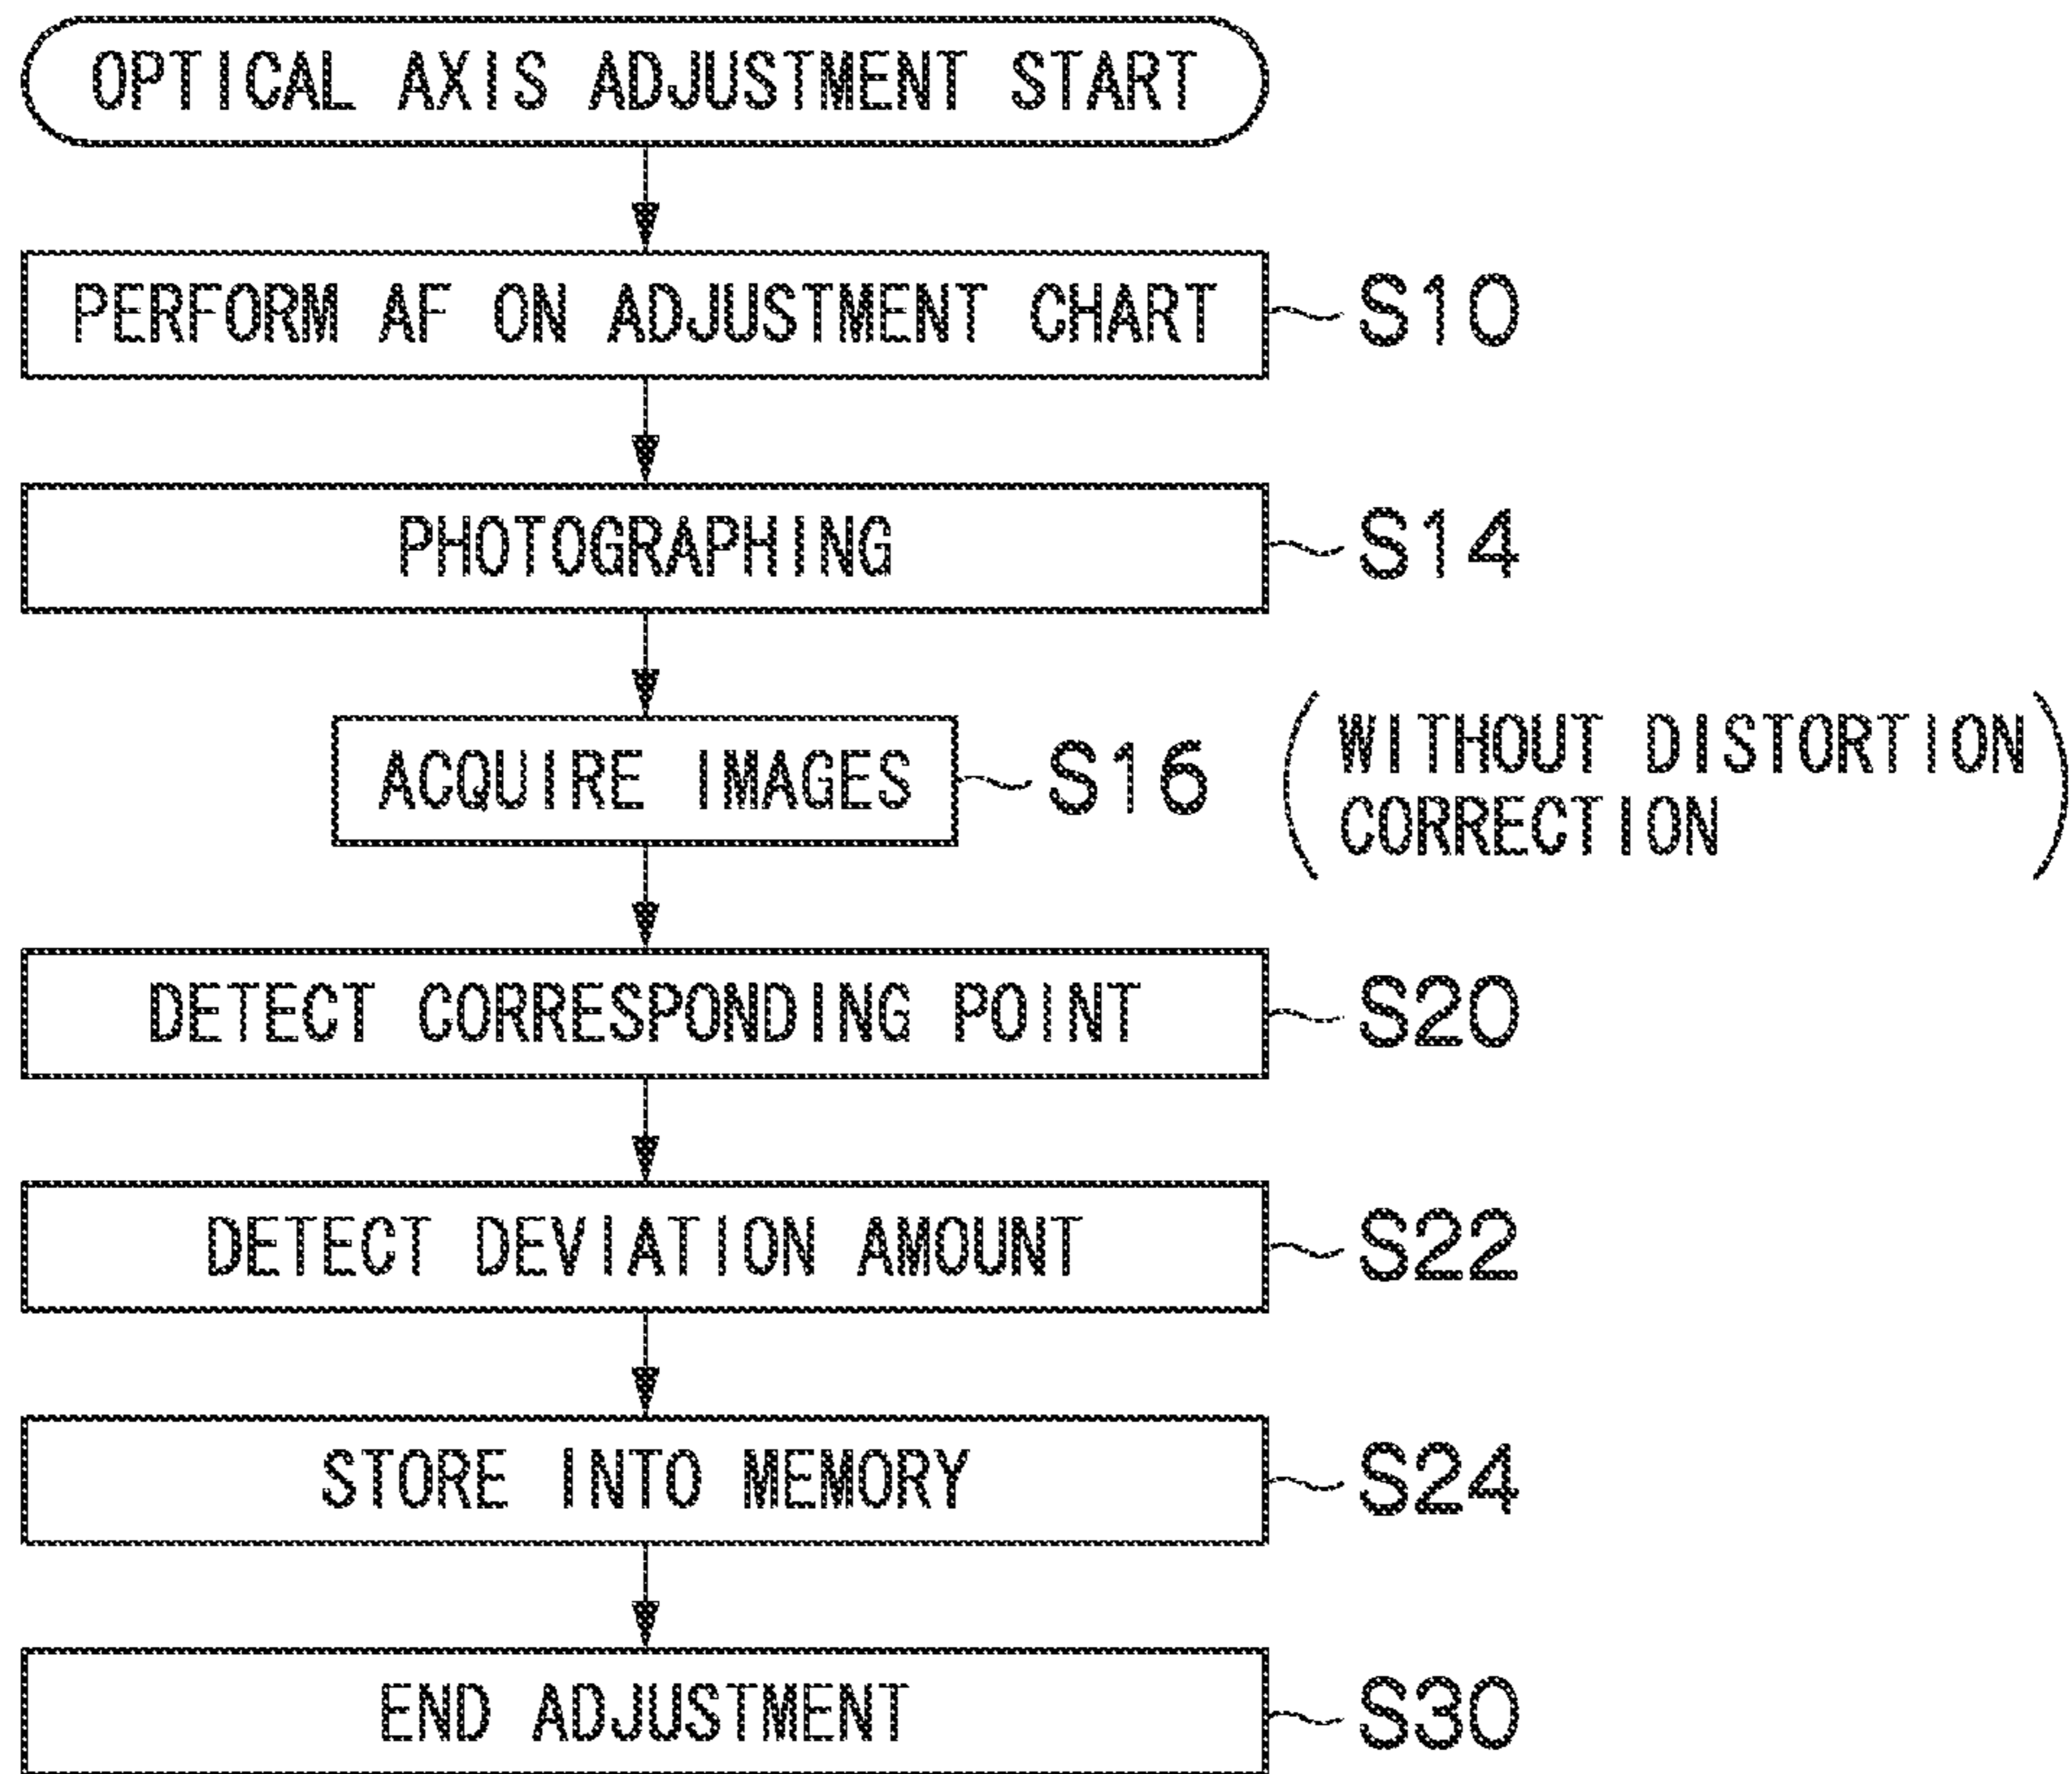 OPTICAL AXIS ADJUSTMENT START
PERFORM AF ON ADJUSTMENT CHART S10
PHOTOGRAPHING S14
ACQUIRE IMAGES S16 (WITHOUT DISTORTION
CORRECTION)
DETECT CORRESPONDING POINT S20
DETECT DEVIATION AMOUNT S22
STORE INTO MEMORY S24
END ADJUSTMENT S30